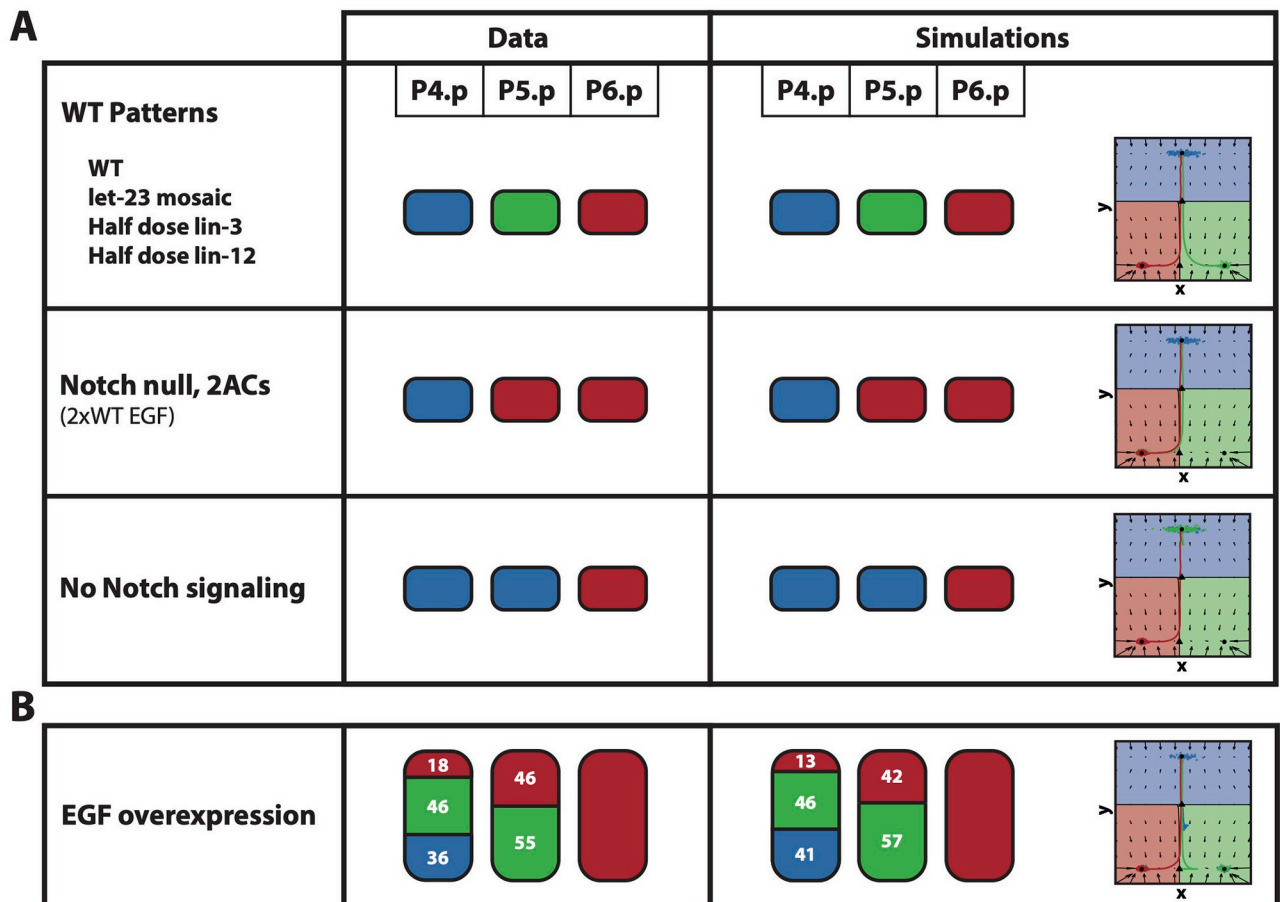 A
Data
Simulations
P4.p P5.p P6.p
P4.p P5.p P6.p
WT Patterns
WT
let-23 mosaic
Half dose lin-3
Half dose lin-12
y
x
Notch null, 2ACs
(2xWT EGF)
y
x
No Notch signaling
y
x
B
EGF overexpression
18
46
36
46
55
13
46
41
42
57
y
x